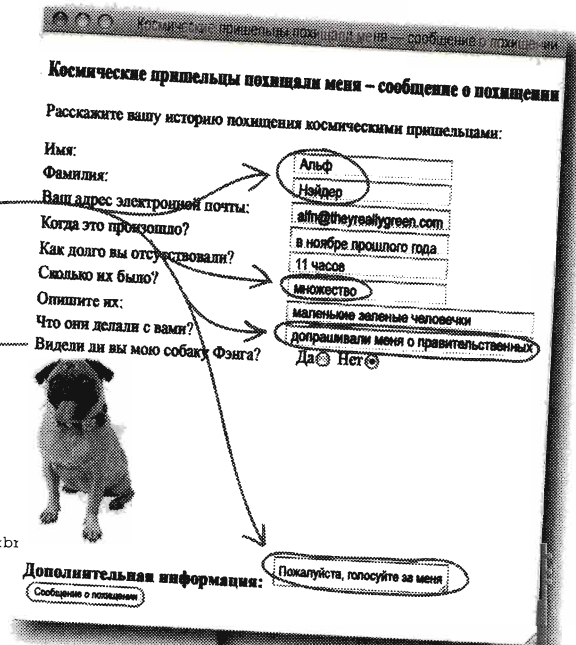 Космические пришельцы похищали меня — сообщение о похищении
Космические пришельцы похищали меня – сообщение о похищении
Расскажите вашу историю похищения космическими пришельцами:
Имя: Альф
Фамилия: Нэйдер
Ваш адрес электронной почты: alfn@theyreallygreen.com
Когда это произошло? в ноябре прошлого года
Как долго вы отсутствовали? 11 часов
Сколько их было? множество
Опишите их: маленькие зеленые человечки
Что они делали с вами? допрашивали меня о правительственных
Видели ли вы мою собаку Фэнга? Да Нет
Дополнительная информация: Пожалуйста, голосуйте за меня
Сообщение о похищении